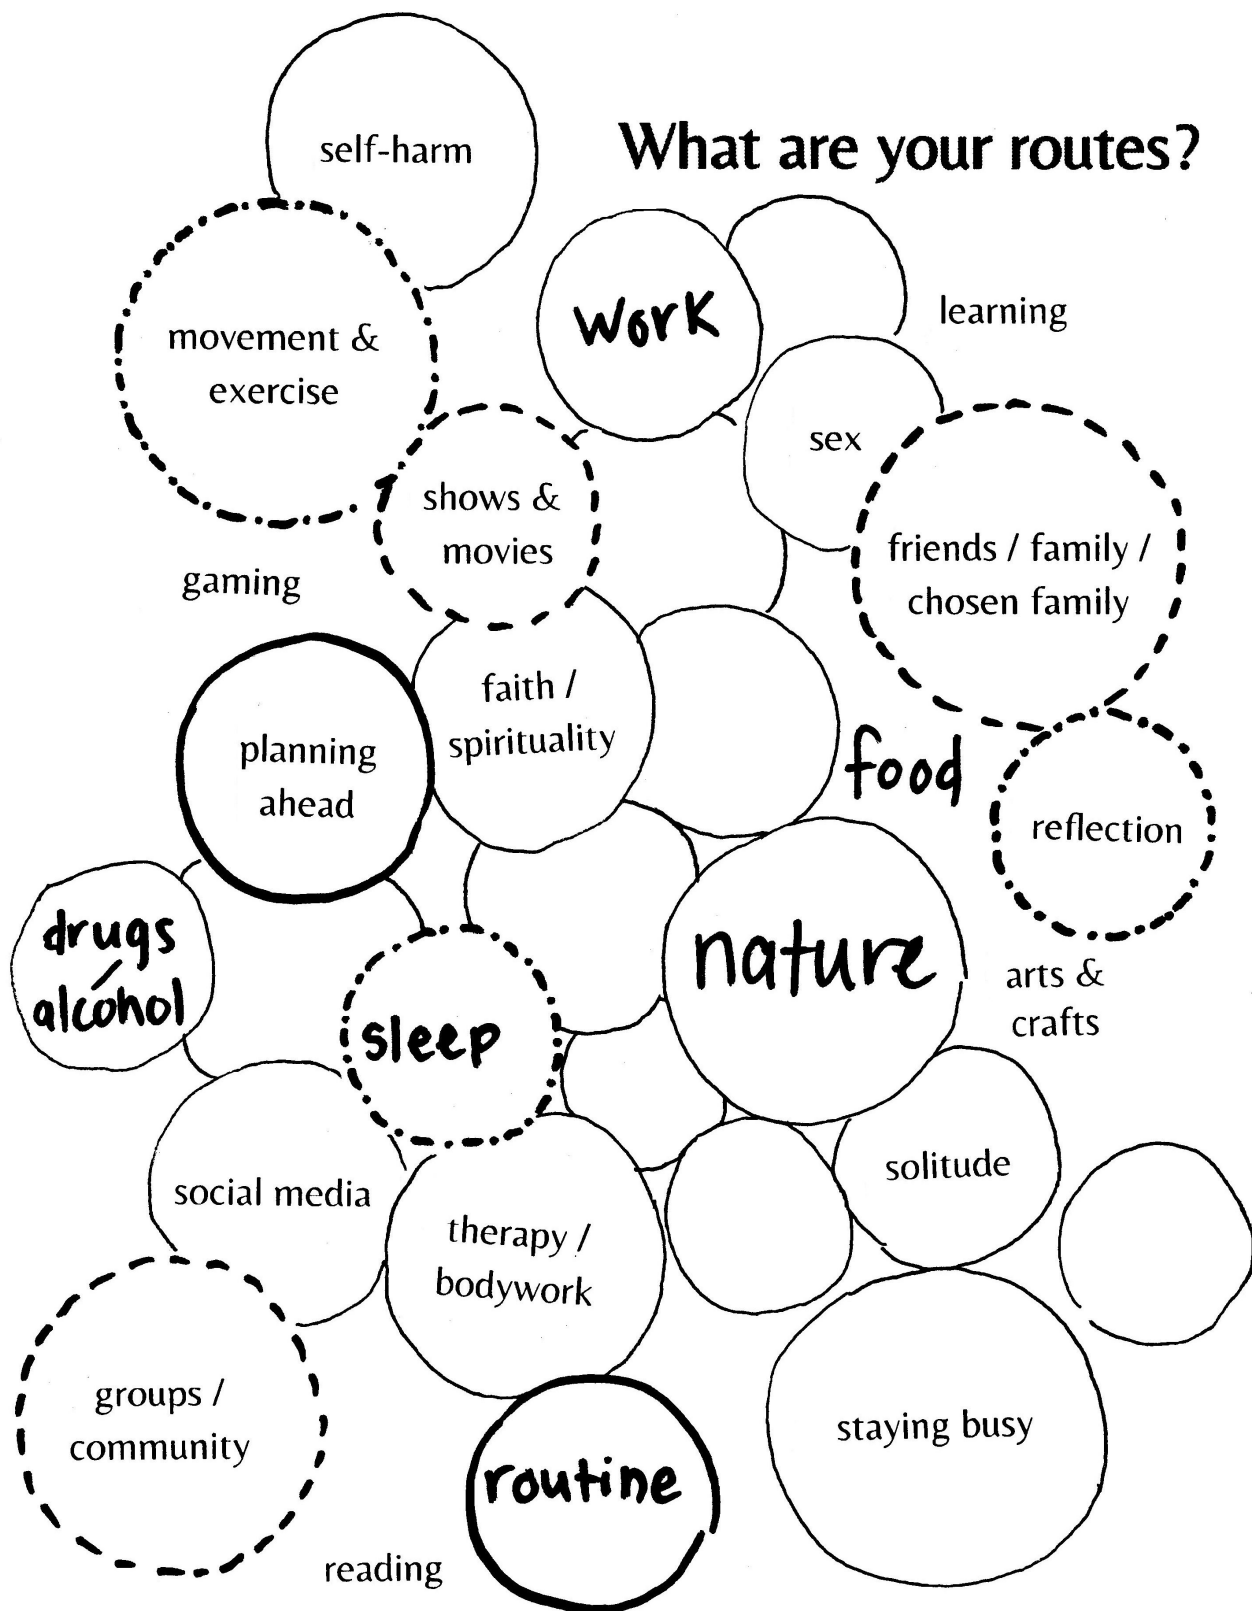 self-harm
What are your routes?
movement &
exercise
work
learning
sex
shows &
movies
gaming
friends / family /
chosen family
faith /
spirituality
planning
ahead
food
reflection
drugs
/
alcohol
nature
arts &
crafts
sleep
social media
therapy /
bodywork
solitude
groups /
community
routine
staying busy
reading